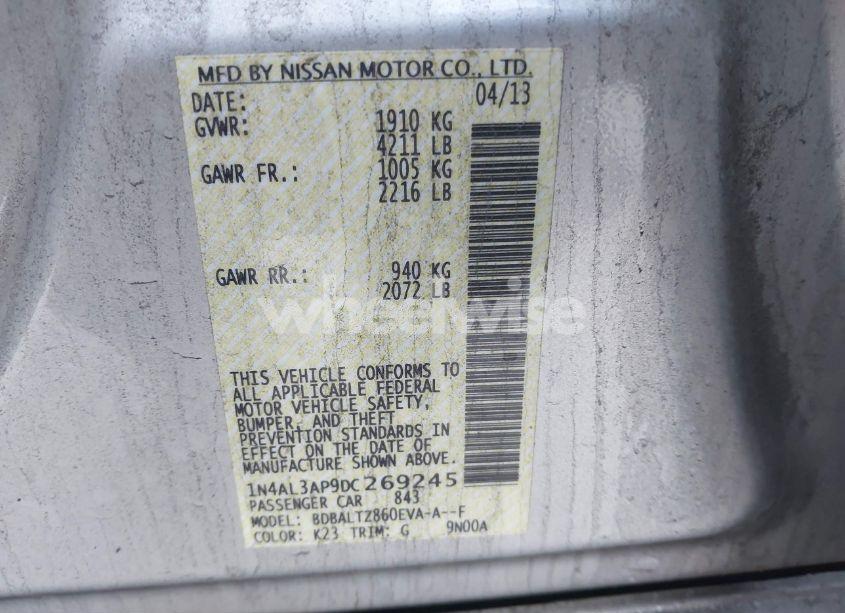 MFD BY NISSAN MOTOR CO., LTD.
DATE: 04/13
GVWR: 1910 KG
4211 LB
GAWR FR.: 1005 KG
2216 LB
GAWR RR.: 940 KG
2072 LB
wheelwise
THIS VEHICLE CONFORMS TO
ALL APPLICABLE FEDERAL
MOTOR VEHICLE SAFETY,
BUMPER, AND THEFT
PREVENTION STANDARDS IN
EFFECT ON THE DATE OF
MANUFACTURE SHOWN ABOVE.
1N4AL3AP9DC269245
PASSENGER CAR 843
MODEL: BDBALTZ860EVA-A--F
COLOR: K23 TRIM: G 9N00A